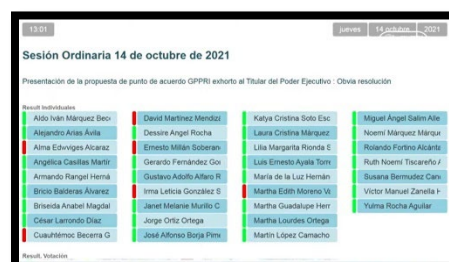 13:01 jueves 14 octubre 2021
Sesión Ordinaria 14 de octubre de 2021
Presentación de la propuesta de punto de acuerdo GPPRI exhorto al Titular del Poder Ejecutivo : Obvia resolución
Result Individuales
Aldo Iván Márquez Bec
Alejandro Arias Ávila
Alma Edwviges Alcaraz
Angélica Casillas Martír
Armando Rangel Herná
Bricio Balderas Álvarez
Briseida Anabel Magdal
César Larrondo Díaz
Cuauhtémoc Becerra G
David Martínez Mendiza
Dessire Angel Rocha
Ernesto Millán Soberan
Gerardo Fernández Go
Gustavo Adolfo Alfaro R
Irma Leticia González S
Janet Melanie Murillo C
Jorge Ortiz Ortega
José Alfonso Borja Pim
Katya Cristina Soto Esc
Laura Cristina Márquez
Lilia Margarita Rionda S
Luis Ernesto Ayala Torr
María de la Luz Hernán
Martha Edith Moreno Va
Martha Guadalupe Herr
Martha Lourdes Ortega
Martín López Camacho
Miguel Ángel Salim Alle
Noemí Márquez Márqu
Rolando Fortino Alcánta
Ruth Noemí Tiscareño
Susana Bermudez Can
Víctor Manuel Zanella H
Yulma Rocha Aguilar
Result. Votación